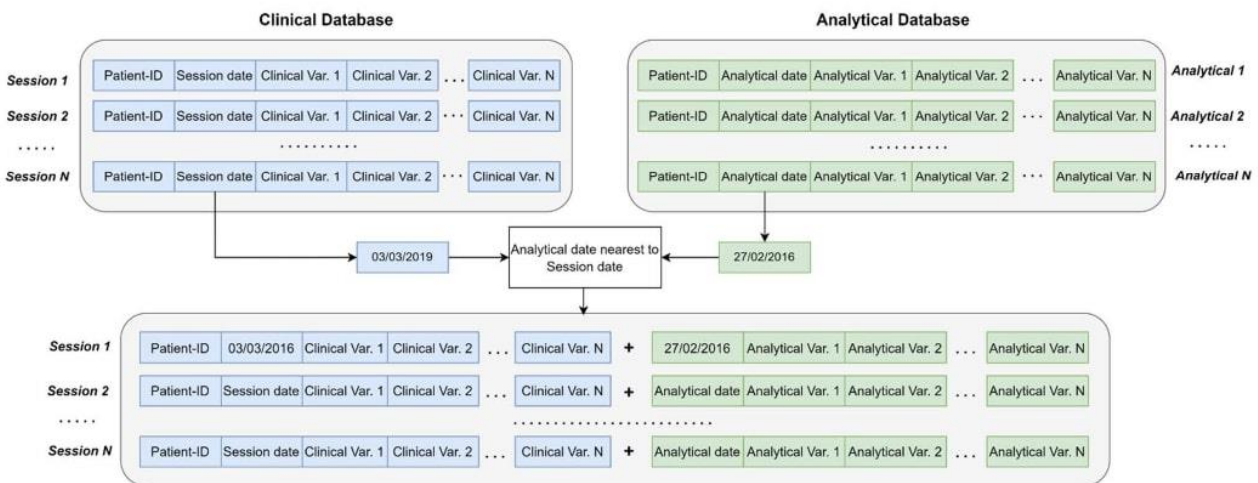 Clinical Database
Analytical Database
Session 1
Patient-ID Session date Clinical Var. 1 Clinical Var. 2 ... Clinical Var. N
Patient-ID Analytical date Analytical Var. 1 Analytical Var. 2 ... Analytical Var. N
Analytical 1
Session 2
Patient-ID Session date Clinical Var. 1 Clinical Var. 2 ... Clinical Var. N
Patient-ID Analytical date Analytical Var. 1 Analytical Var. 2 ... Analytical Var. N
Analytical 2
.....
..........
..........
.....
Session N
Patient-ID Session date Clinical Var. 1 Clinical Var. 2 ... Clinical Var. N
Patient-ID Analytical date Analytical Var. 1 Analytical Var. 2 ... Analytical Var. N
Analytical N
03/03/2019
Analytical date nearest to
Session date
27/02/2016
Session 1
Patient-ID 03/03/2016 Clinical Var. 1 Clinical Var. 2 ... Clinical Var. N + 27/02/2016 Analytical Var. 1 Analytical Var. 2 ... Analytical Var. N
Session 2
Patient-ID Session date Clinical Var. 1 Clinical Var. 2 ... Clinical Var. N + Analytical date Analytical Var. 1 Analytical Var. 2 ... Analytical Var. N
.....
........................
Session N
Patient-ID Session date Clinical Var. 1 Clinical Var. 2 ... Clinical Var. N + Analytical date Analytical Var. 1 Analytical Var. 2 ... Analytical Var. N